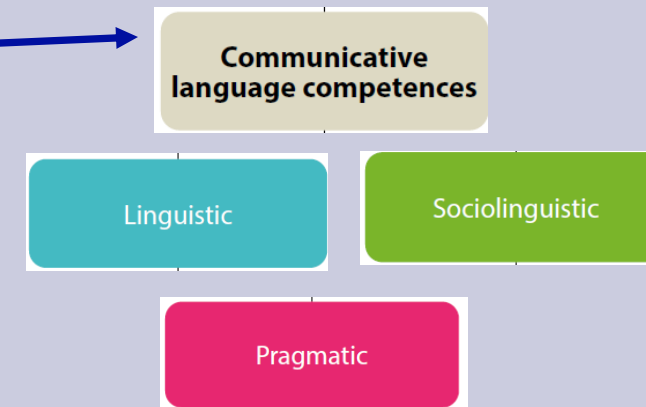 Communicative
language competences
Linguistic
Sociolinguistic
Pragmatic